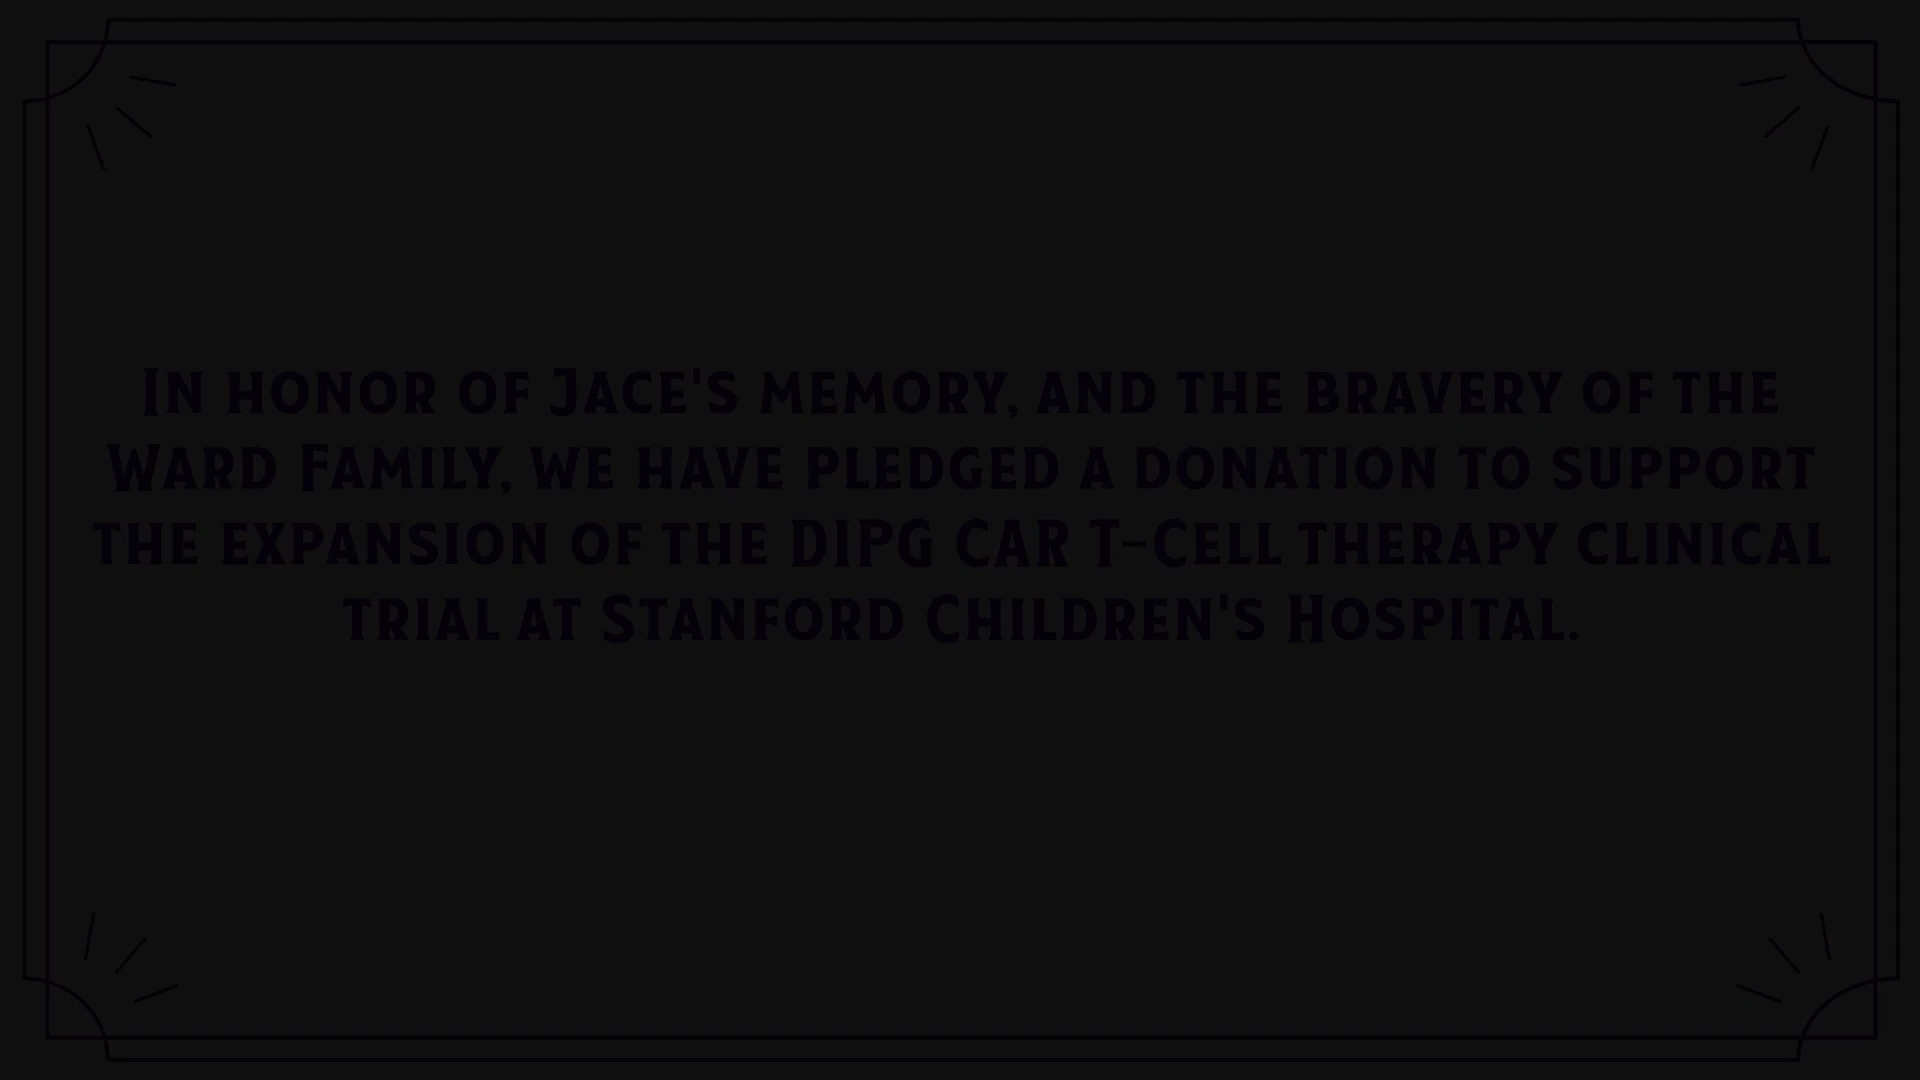 In honor of Jace's memory, and the bravery of the
Ward Family, we have pledged a donation to support
the expansion of the DIPG CAR T-Cell therapy clinical
trial at Stanford Children's Hospital.